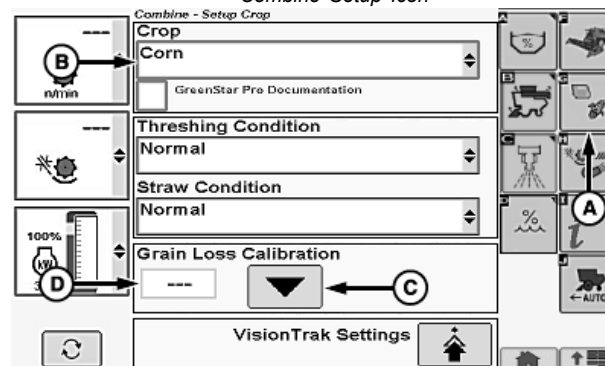 Combine Setup Icon
Combine - Setup Crop
Crop
Corn
GreenStar Pro Documentation
Threshing Condition
Normal
Straw Condition
Normal
Grain Loss Calibration
---
VisionTrak Settings
---
n/min
---
100%
kW
%
%
i
← AUTO
A
B
C
D